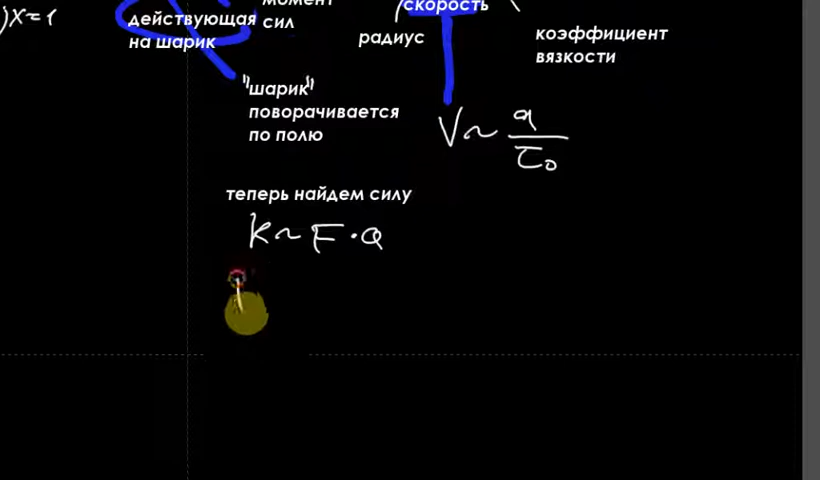 )x=1
действующая
на шарик
момент
сил
радиус
скорость
коэффициент
вязкости
"шарик"
поворачивается
по полю
V~a/τ₀
теперь найдем силу
K~F·a